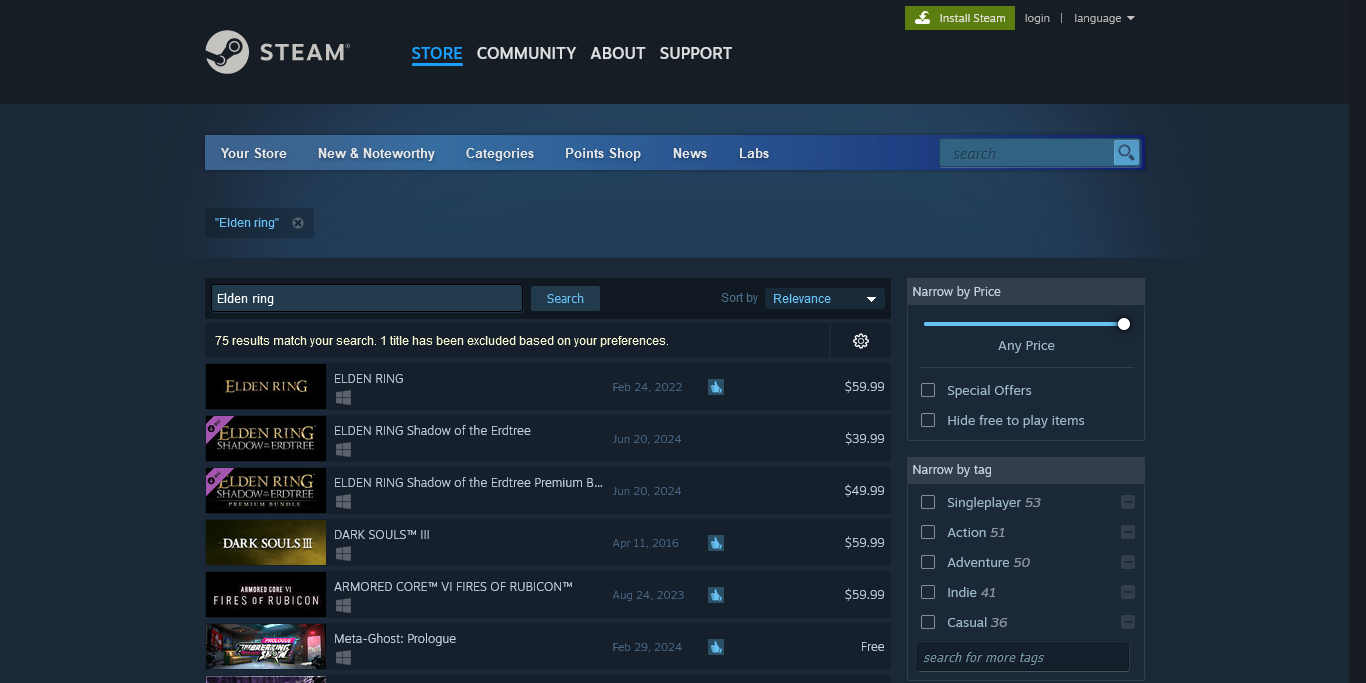 Install Steam login | language
STEAM®
STORE COMMUNITY ABOUT SUPPORT
Your Store New & Noteworthy Categories Points Shop News Labs search
"Elden ring"
Elden ring Search Sort by Relevance
75 results match your search. 1 title has been excluded based on your preferences.
ELDEN RING
ELDEN RING Feb 24, 2022 $59.99
ELDEN RING
SHADOW OF THE ERDTREE
ELDEN RING Shadow of the Erdtree Jun 20, 2024 $39.99
ELDEN RING
SHADOW OF THE ERDTREE
PREMIUM BUNDLE
ELDEN RING Shadow of the Erdtree Premium B... Jun 20, 2024 $49.99
DARK SOULS III
DARK SOULS™ III Apr 11, 2016 $59.99
ARMORED CORE VI
FIRES OF RUBICON
ARMORED CORE™ VI FIRES OF RUBICON™ Aug 24, 2023 $59.99
PROLOGUE
Meta-Ghost: Prologue Feb 29, 2024 Free
Narrow by Price
Any Price
Special Offers
Hide free to play items
Narrow by tag
Singleplayer 53
Action 51
Adventure 50
Indie 41
Casual 36
search for more tags